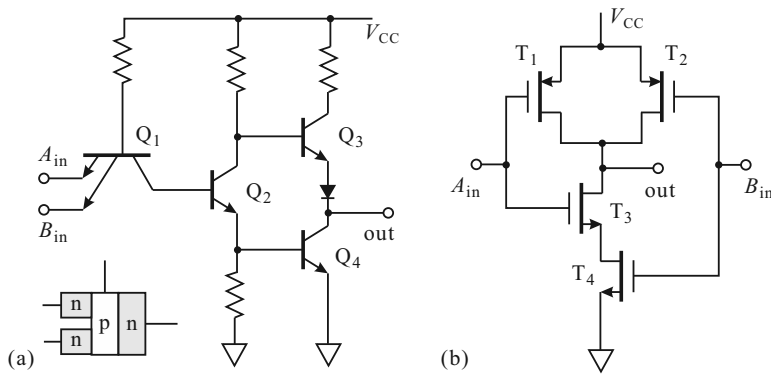 V_CC
Q_1
A_in
B_in
Q_2
Q_3
Q_4
out
n
n
p
n
(a)
V_CC
T_1
T_2
A_in
out
B_in
T_3
T_4
(b)